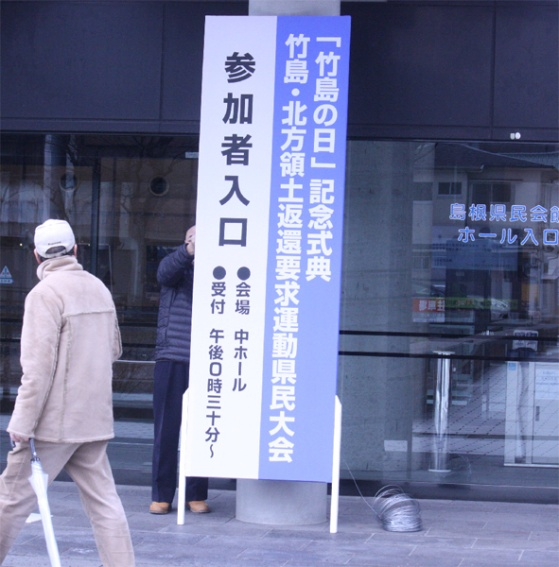 「竹島の日」記念式典
竹島・北方領土返還要求運動県民大会
参加者入口
●会場 中ホール
●受付 午後0時三十分～
島根県民会館
ホール入口